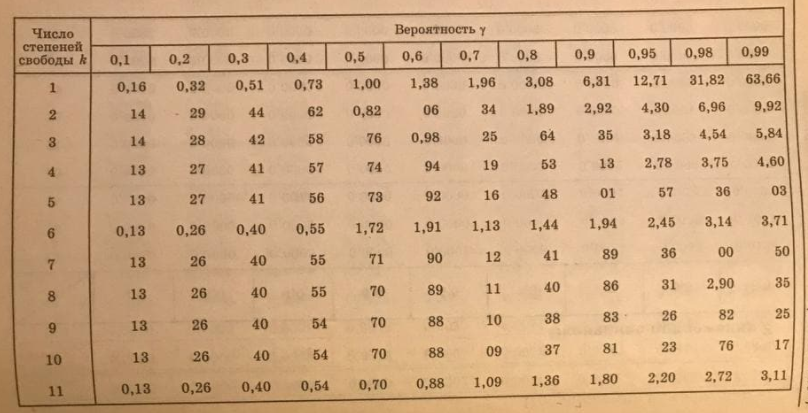 Число степеней свободы k Вероятность γ
0,1 0,2 0,3 0,4 0,5 0,6 0,7 0,8 0,9 0,95 0,98 0,99
1 0,16 0,32 0,51 0,73 1,00 1,38 1,96 3,08 6,31 12,71 31,82 63,66
2 14 29 44 62 0,82 06 34 1,89 2,92 4,30 6,96 9,92
3 14 28 42 58 76 0,98 25 64 35 3,18 4,54 5,84
4 13 27 41 57 74 94 19 53 13 2,78 3,75 4,60
5 13 27 41 56 73 92 16 48 01 57 36 03
6 0,13 0,26 0,40 0,55 1,72 1,91 1,13 1,44 1,94 2,45 3,14 3,71
7 13 26 40 55 71 90 12 41 89 36 00 50
8 13 26 40 55 70 89 11 40 86 31 2,90 35
9 13 26 40 54 70 88 10 38 83 26 82 25
10 13 26 40 54 70 88 09 37 81 23 76 17
11 0,13 0,26 0,40 0,54 0,70 0,88 1,09 1,36 1,80 2,20 2,72 3,11